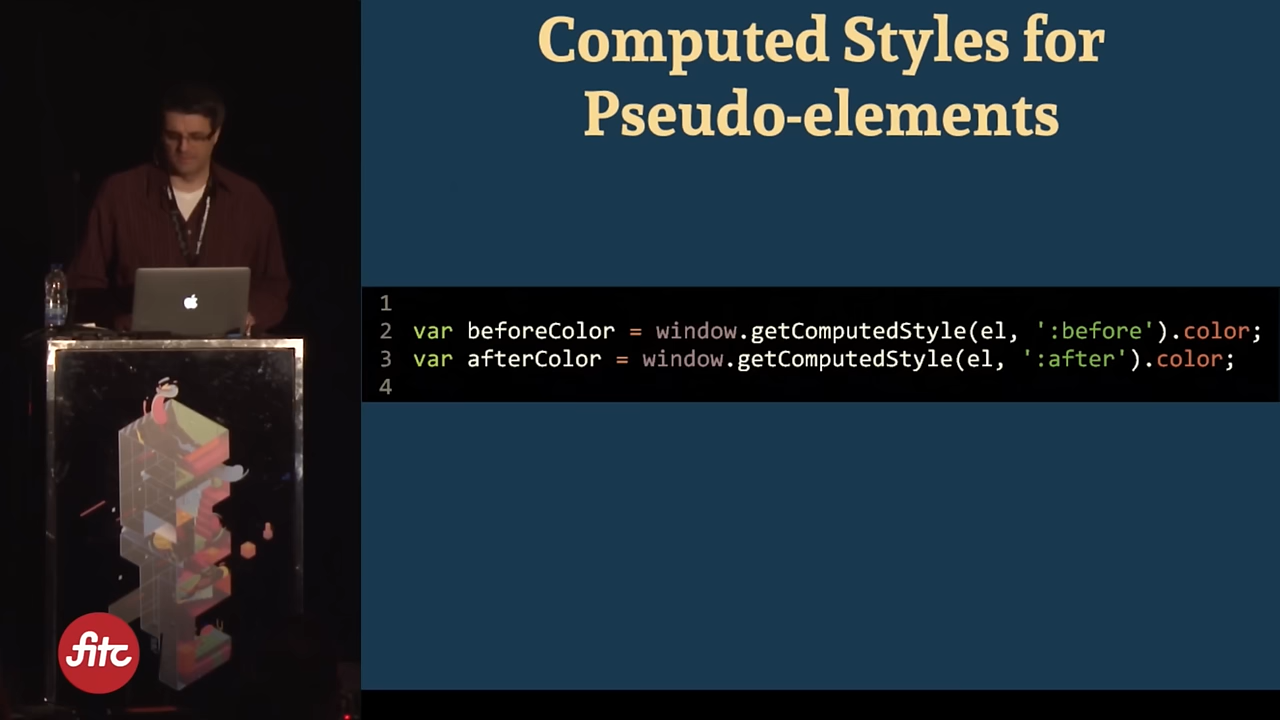 Computed Styles for
Pseudo-elements
1
2 var beforeColor = window.getComputedStyle(el, ':before').color;
3 var afterColor = window.getComputedStyle(el, ':after').color;
4
fitc